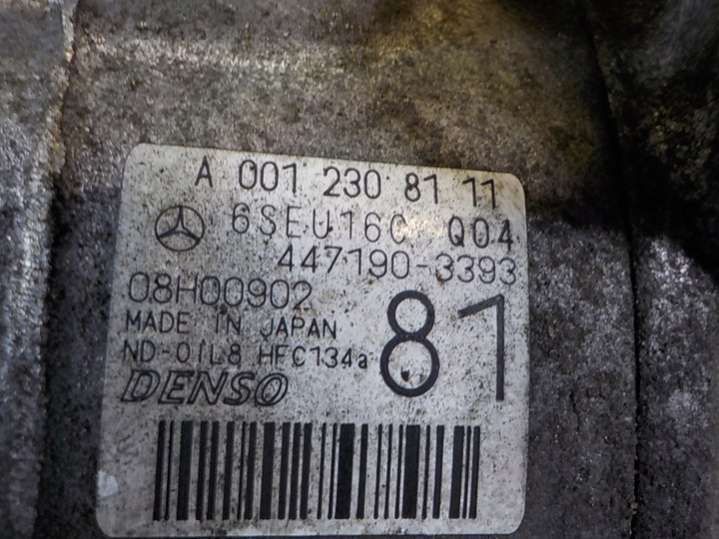 A 001 230 81 11
6SEU16C Q04
447190-3393
08H00902
81
MADE IN JAPAN
ND-OIL8 HFC134a
DENSO